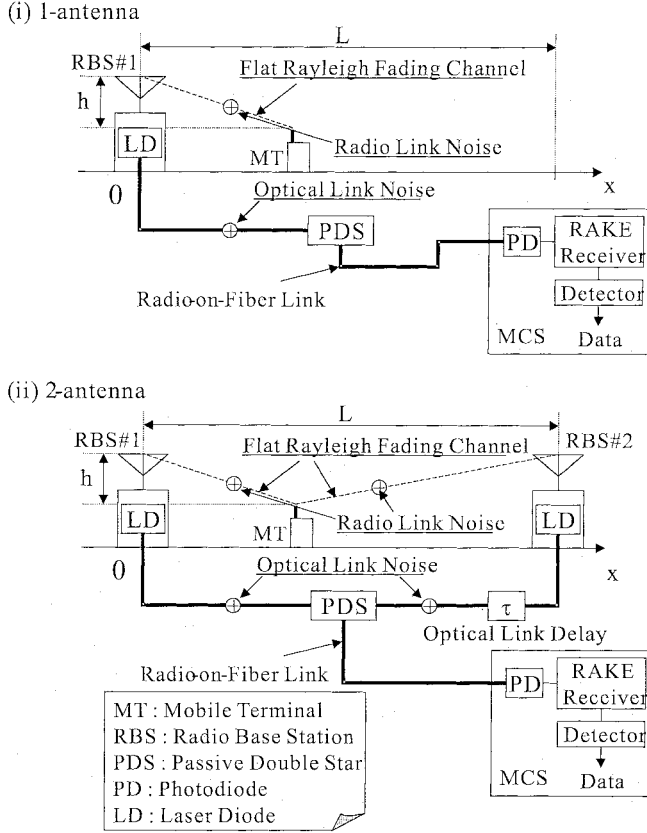 (i) 1-antenna
L
RBS#1
Flat Rayleigh Fading Channel
h
LD
MT
Radio Link Noise
0
x
Optical Link Noise
PDS
PD
RAKE
Receiver
Radio-on-Fiber Link
Detector
MCS
Data
(ii) 2-antenna
L
RBS#1
RBS#2
Flat Rayleigh Fading Channel
h
LD
MT
Radio Link Noise
LD
0
x
Optical Link Noise
PDS
τ
Optical Link Delay
Radio-on-Fiber Link
PD
RAKE
Receiver
Detector
MCS
Data
MT : Mobile Terminal
RBS : Radio Base Station
PDS : Passive Double Star
PD : Photodiode
LD : Laser Diode